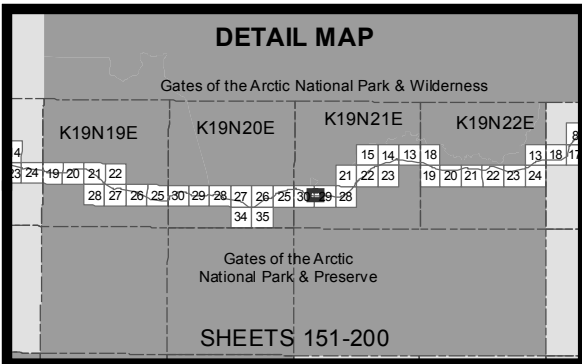 DETAIL MAP
Gates of the Arctic National Park & Wilderness
K19N19E K19N20E K19N21E K19N22E
8
4 15 14 13 18 13 18 17
23 24 19 20 21 22 21 22 23 19 20 21 22 23 24
28 27 26 25 30 29 28 27 26 25 30 29 28
34 35
Gates of the Arctic
National Park & Preserve
SHEETS 151-200